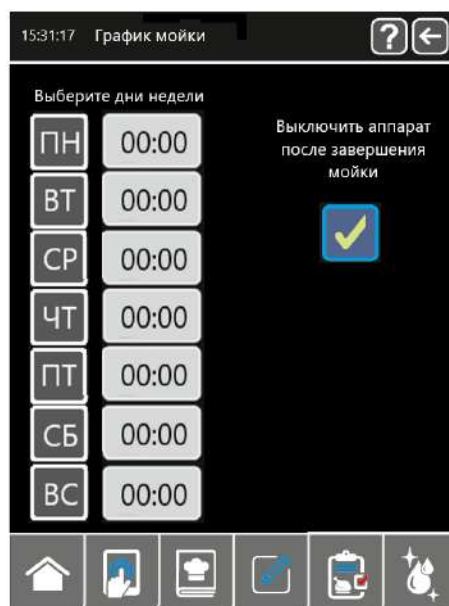 15:31:17 График мойки ?
Выберите дни недели
ПН 00:00
ВТ 00:00
СР 00:00
ЧТ 00:00
ПТ 00:00
СБ 00:00
ВС 00:00
Выключить аппарат
после завершения
мойки